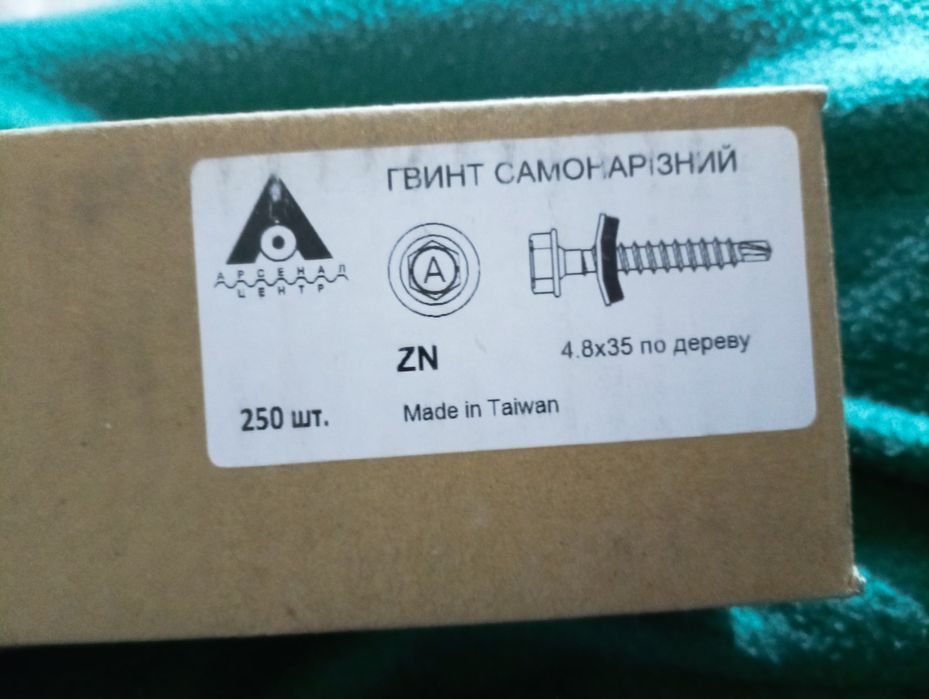 ГВИНТ САМОНАРІЗНИЙ
АРСЕНАЛ
ЦЕНТР
A
ZN
4.8x35 по дереву
250 шт.
Made in Taiwan